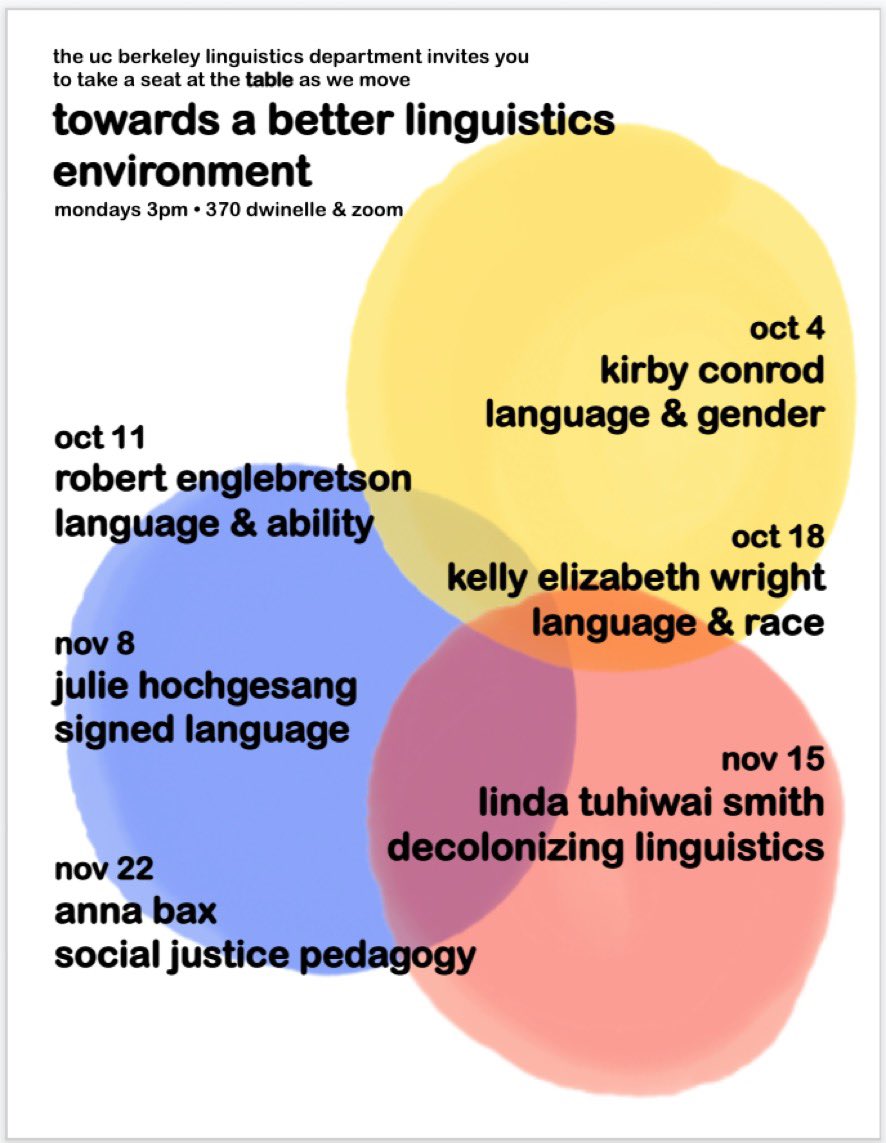 the uc berkeley linguistics department invites you
to take a seat at the table as we move
towards a better linguistics
environment
mondays 3pm • 370 dwinelle & zoom
oct 4
kirby conrod
language & gender
oct 11
robert englebretson
language & ability
oct 18
kelly elizabeth wright
language & race
nov 8
julie hochgesang
signed language
nov 15
linda tuhiwai smith
decolonizing linguistics
nov 22
anna bax
social justice pedagogy